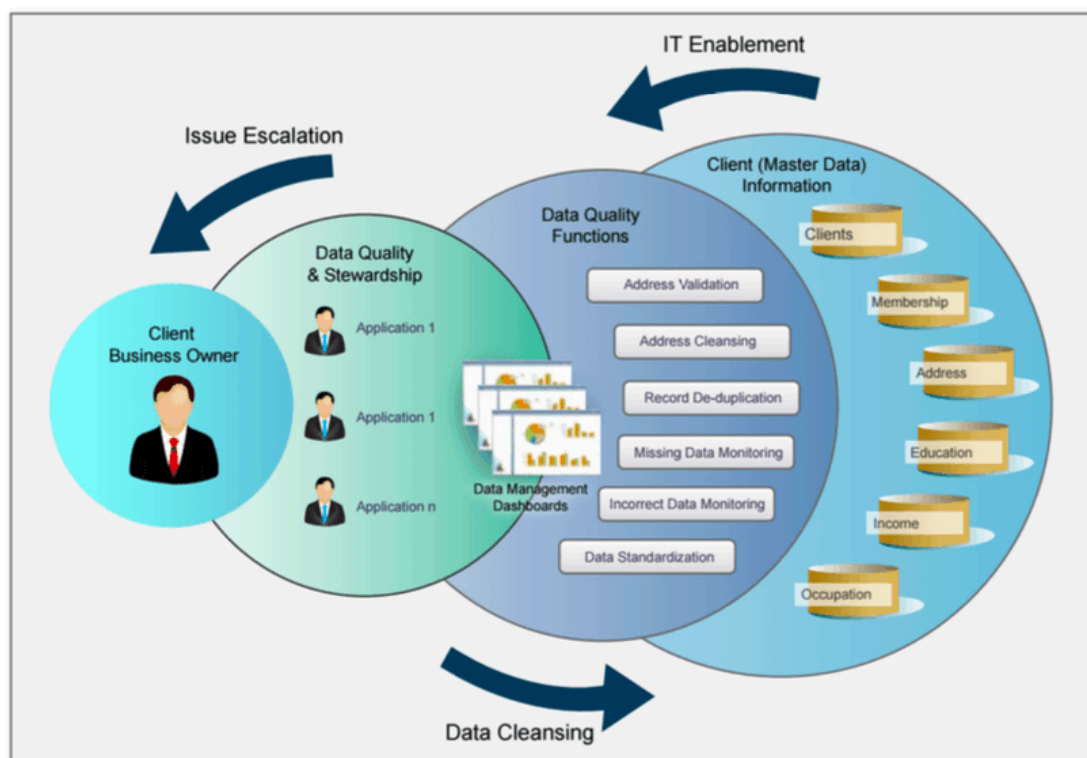 IT Enablement
Issue Escalation
Client (Master Data)
Information
Clients
Membership
Address
Education
Income
Occupation
Data Quality
Functions
Address Validation
Address Cleansing
Record De-duplication
Missing Data Monitoring
Incorrect Data Monitoring
Data Standardization
Data Quality
& Stewardship
Application 1
Application 1
Application n
Data Management
Dashboards
Client
Business Owner
Data Cleansing